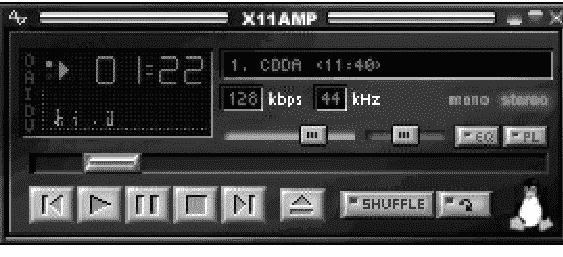 X11AMP
O
A
I
D
V
01:22
1. CDDA <11:40>
128 kbps 44 kHz
mono stereo
EQ PL
SHUFFLE